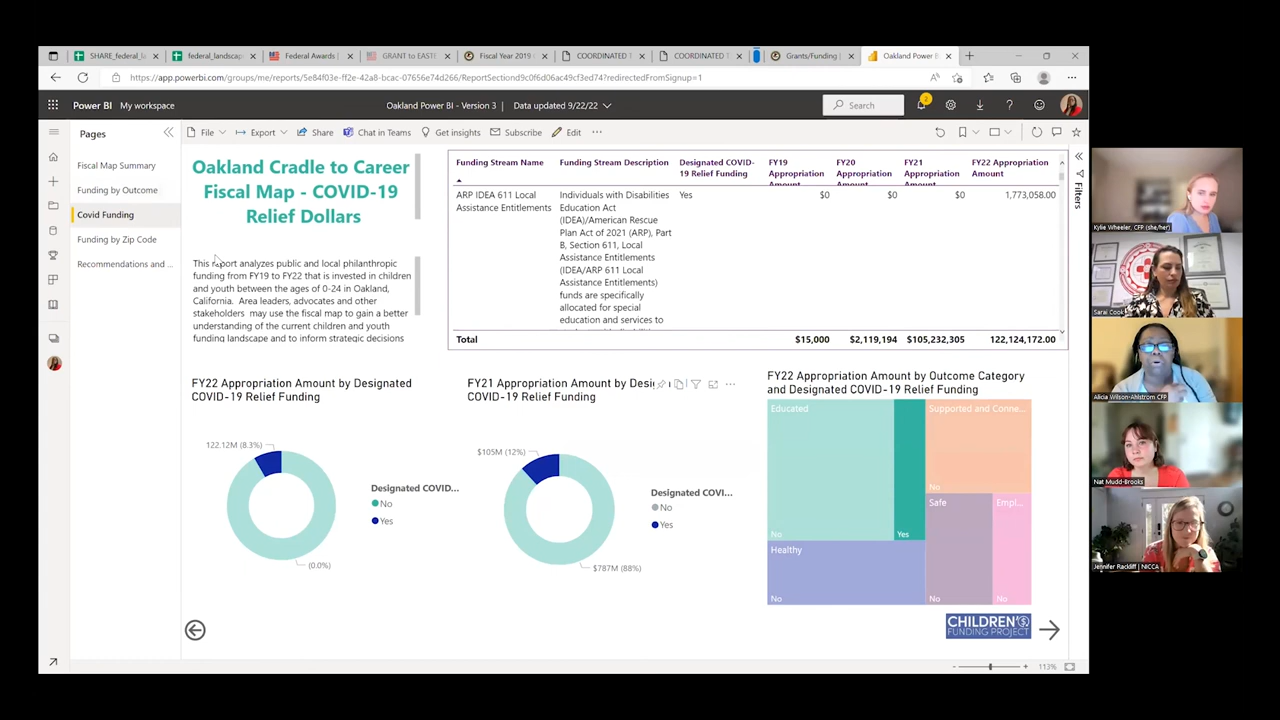 SHARE_federal_l
federal_landscap
Federal Awards
GRANT to EAST
Fiscal Year 2019
COORDINATED T
COORDINATED T
Grants/Funding
Oakland Power B
https://app.powerbi.com/groups/me/reports/5e84f03e-ff2e-42a8-bcac-07656e74d266/ReportSectiond9c0f6d06ac49cf3ed74?redirectedFromSignup=1
Power BI My workspace
Oakland Power BI - Version 3 | Data updated 9/22/22
Search
2
Pages
File
Export
Share
Chat in Teams
Get insights
Subscribe
Edit
Fiscal Map Summary
Funding by Outcome
Covid Funding
Funding by Zip Code
Recommendations and ...
Oakland Cradle to Career
Fiscal Map - COVID-19
Relief Dollars
This report analyzes public and local philanthropic
funding from FY19 to FY22 that is invested in children
and youth between the ages of 0-24 in Oakland,
California. Area leaders, advocates and other
stakeholders may use the fiscal map to gain a better
understanding of the current children and youth
funding landscape and to inform strategic decisions
Funding Stream Name
Funding Stream Description
Designated COVID-
19 Relief Funding
FY19
Appropriation
Amount
FY20
Appropriation
Amount
FY21
Appropriation
Amount
FY22 Appropriation
Amount
ARP IDEA 611 Local
Assistance Entitlements
Individuals with Disabilities
Education Act
(IDEA)/American Rescue
Plan Act of 2021 (ARP), Part
B, Section 611, Local
Assistance Entitlements
(IDEA/ARP 611 Local
Assistance Entitlements)
funds are specifically
allocated for special
education and services to
Yes
$0
$0
$0
1,773,058.00
Total
$15,000
$2,119,194
$105,232,305
122,124,172.00
Filters
FY22 Appropriation Amount by Designated
COVID-19 Relief Funding
122.12M (8.3%)
(0.0%)
Designated COVID...
No
Yes
FY21 Appropriation Amount by Desig
COVID-19 Relief Funding
$105M (12%)
$787M (88%)
Designated COVI...
No
Yes
FY22 Appropriation Amount by Outcome Category
and Designated COVID-19 Relief Funding
Educated
No
Yes
Supported and Conne...
No
Healthy
No
Safe
No
Empl...
No
CHILDREN'S
FUNDING PROJECT
113%
Kylie Wheeler, CFP (she/her)
Sarai Cook
Alicia Wilson-Ahlstrom CFP
Nat Mudd-Brooks
Jennifer Rackliff | NICCA